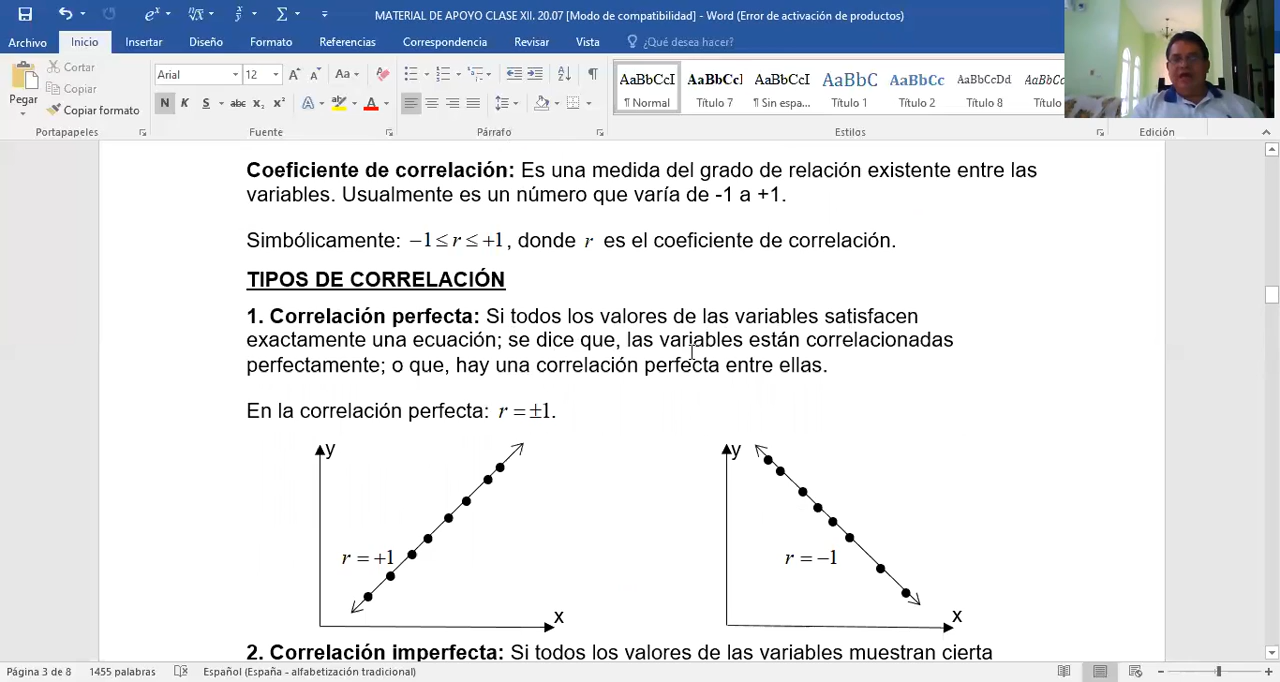 MATERIAL DE APOYO CLASE XII. 20.07 [Modo de compatibilidad] - Word (Error de activación de productos)
Archivo Inicio Insertar Diseño Formato Referencias Correspondencia Revisar Vista ¿Qué desea hacer?
Pegar
Cortar
Copiar
Copiar formato
Portapapeles
Arial 12
N K S abc x₂ x²
Fuente
Párrafo
AaBbCcI AaBbCcI AaBbCcI AaBbC AaBbCc AaBbCcDd AaBbCc
¶ Normal Título 7 ¶ Sin espa... Título 1 Título 2 Título 8 Título
Estilos
Edición
Coeficiente de correlación: Es una medida del grado de relación existente entre las
variables. Usualmente es un número que varía de -1 a +1.
Simbólicamente: −1 ≤ r ≤ +1, donde r es el coeficiente de correlación.
TIPOS DE CORRELACIÓN
1. Correlación perfecta: Si todos los valores de las variables satisfacen
exactamente una ecuación; se dice que, las variables están correlacionadas
perfectamente; o que, hay una correlación perfecta entre ellas.
En la correlación perfecta: r = ±1.
y
r = +1
x
y
r = −1
x
2. Correlación imperfecta: Si todos los valores de las variables muestran cierta
Página 3 de 8 1455 palabras Español (España - alfabetización tradicional)